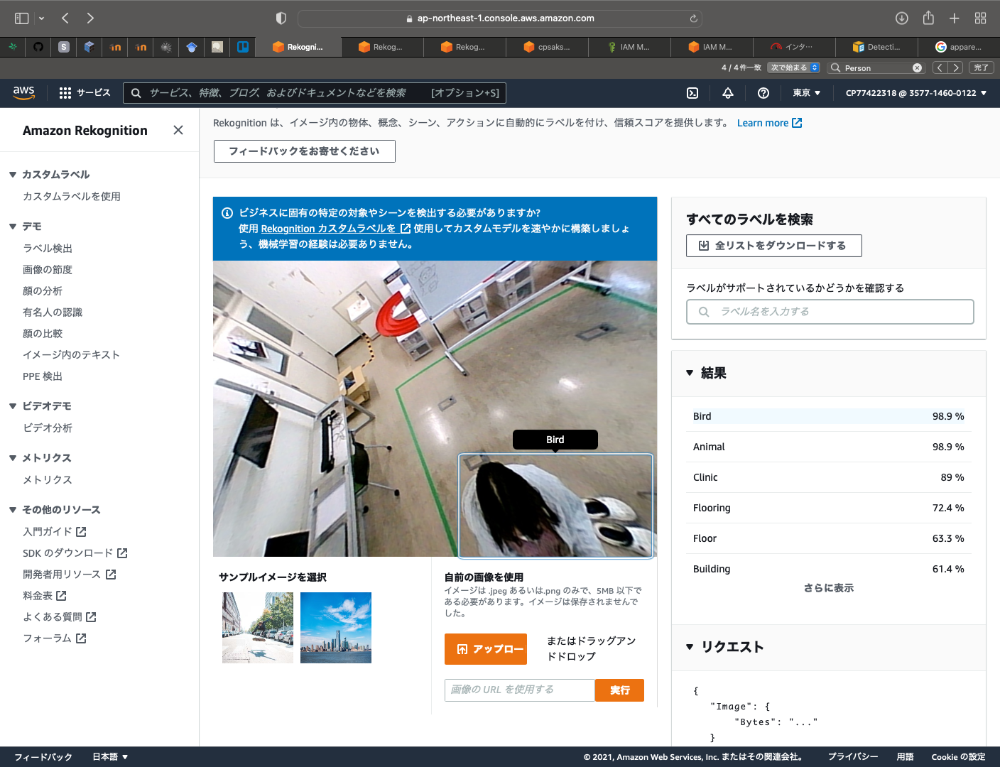 ap-northeast-1.console.aws.amazon.com
S
Rekogni...
Rekog...
Rekog...
cpsaks...
IAM M...
IAM M...
インタ...
Detecti...
appare...
4 / 4 件一致
次で始まる
Person
完了
aws
サービス
サービス、特徴、ブログ、およびドキュメントなどを検索
[オプション+S]
東京
CP77422318 @ 3577-1460-0122
Amazon Rekognition
カスタムラベル
カスタムラベルを使用
デモ
ラベル検出
画像の節度
顔の分析
有名人の認識
顔の比較
イメージ内のテキスト
PPE 検出
ビデオデモ
ビデオ分析
メトリクス
メトリクス
その他のリソース
入門ガイド
SDK のダウンロード
開発者用リソース
料金表
よくある質問
フォーラム
Rekognition は、イメージ内の物体、概念、シーン、アクションに自動的にラベルを付け、信頼スコアを提供します。 Learn more
フィードバックをお寄せください
ビジネスに固有の特定の対象やシーンを検出する必要がありますか?
使用 Rekognition カスタムラベルを 使用してカスタムモデルを速やかに構築しましょ
う、機械学習の経験は必要ありません。
Bird
サンプルイメージを選択
自前の画像を使用
イメージは .jpeg あるいは.png のみで、5MB 以下で
ある必要があります。イメージは保存されませんで
した。
アップロー
またはドラッグアン
ドドロップ
画像の URL を使用する
実行
すべてのラベルを検索
全リストをダウンロードする
ラベルがサポートされているかどうかを確認する
ラベル名を入力する
結果
Bird 98.9 %
Animal 98.9 %
Clinic 89 %
Flooring 72.4 %
Floor 63.3 %
Building 61.4 %
さらに表示
リクエスト
{
"Image": {
"Bytes": "..."
}
フィードバック
日本語
© 2021, Amazon Web Services, Inc. またはその関連会社。
プライバシー
用語
Cookie の設定